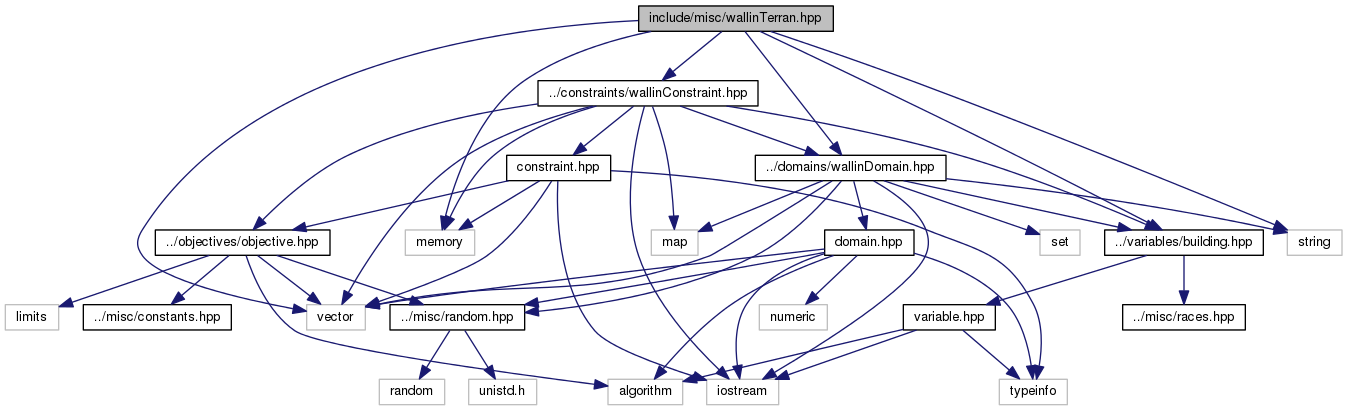 include/misc/wallinTerran.hpp
../constraints/wallinConstraint.hpp
constraint.hpp
../domains/wallinDomain.hpp
../objectives/objective.hpp
memory
map
domain.hpp
set
../variables/building.hpp
string
limits
../misc/constants.hpp
vector
../misc/random.hpp
numeric
variable.hpp
../misc/races.hpp
random
unistd.h
algorithm
iostream
typeinfo